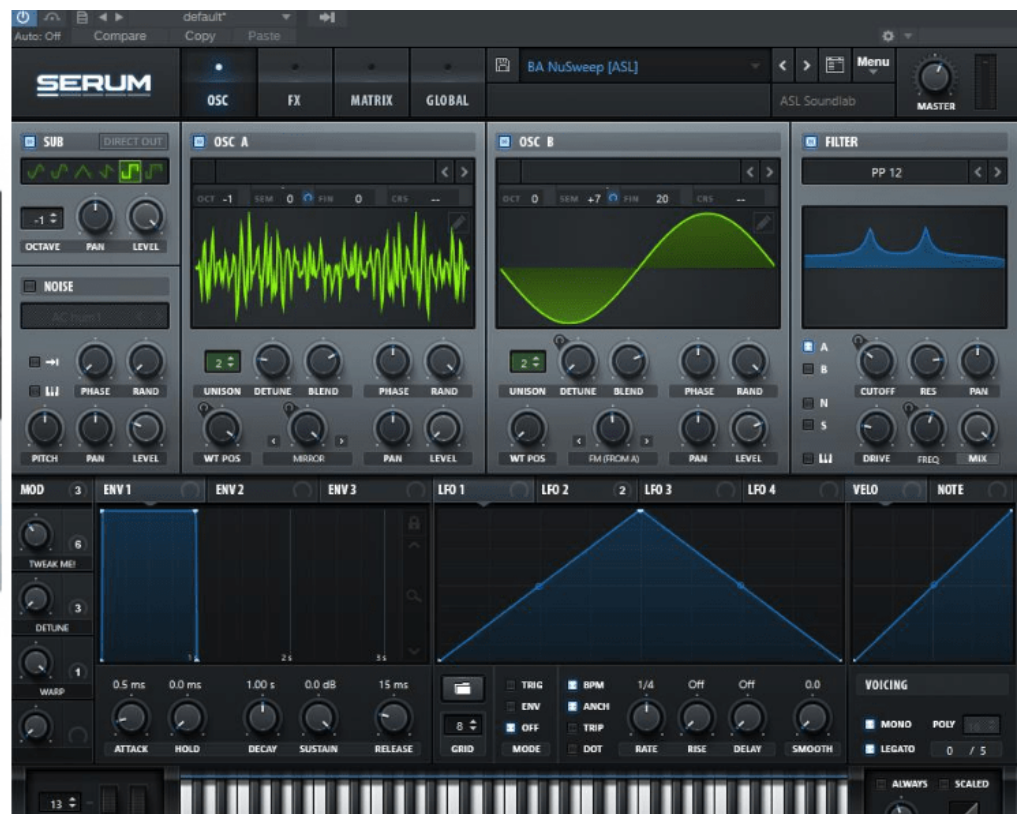 default*
Auto: Off Compare Copy Paste
SERUM
OSC FX MATRIX GLOBAL
BA NuSweep [ASL]
Menu
ASL Soundlab
MASTER
SUB DIRECT OUT
OSC A
OSC B
FILTER
PP 12
OCT -1 SEM 0 FIN 0 CRS --
OCT 0 SEM +7 FIN 20 CRS --
-1
OCTAVE PAN LEVEL
NOISE
AC hum1
PHASE RAND
PITCH PAN LEVEL
2
UNISON DETUNE BLEND PHASE RAND
WT POS MIRROR PAN LEVEL
2
UNISON DETUNE BLEND PHASE RAND
WT POS FM (FROM A) PAN LEVEL
A
B
N
S
CUTOFF RES PAN
DRIVE FREQ MIX
MOD 3 ENV 1 ENV 2 ENV 3 LFO 1 LFO 2 2 LFO 3 LFO 4 VELO NOTE
6
TWEAK ME!
3
DETUNE
1
WARP
1 s 2 s 3 s
0.5 ms 0.0 ms 1.00 s 0.0 dB 15 ms
ATTACK HOLD DECAY SUSTAIN RELEASE
8
GRID
TRIG
ENV
OFF
MODE
BPM
ANCH
TRIP
DOT
1/4 Off Off 0.0
RATE RISE DELAY SMOOTH
VOICING
MONO POLY 16
LEGATO 0 / 5
ALWAYS SCALED
13